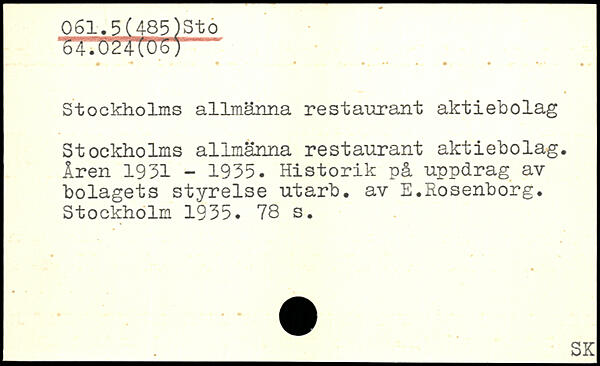 061.5(485)Sto
64.024(06)
Stockholms allmänna restaurant aktiebolag
Stockholms allmänna restaurant aktiebolag.
Åren 1931 - 1935. Historik på uppdrag av
bolagets styrelse utarb. av E.Rosenborg.
Stockholm 1935. 78 s.
SK